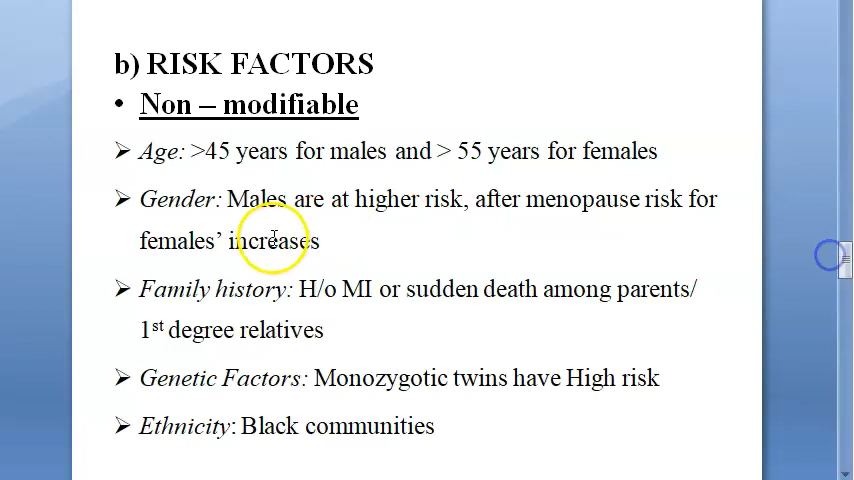 b) RISK FACTORS
• Non – modifiable
➢ Age: >45 years for males and > 55 years for females
➢ Gender: Males are at higher risk, after menopause risk for
females’ increases
➢ Family history: H/o MI or sudden death among parents/
1st degree relatives
➢ Genetic Factors: Monozygotic twins have High risk
➢ Ethnicity: Black communities